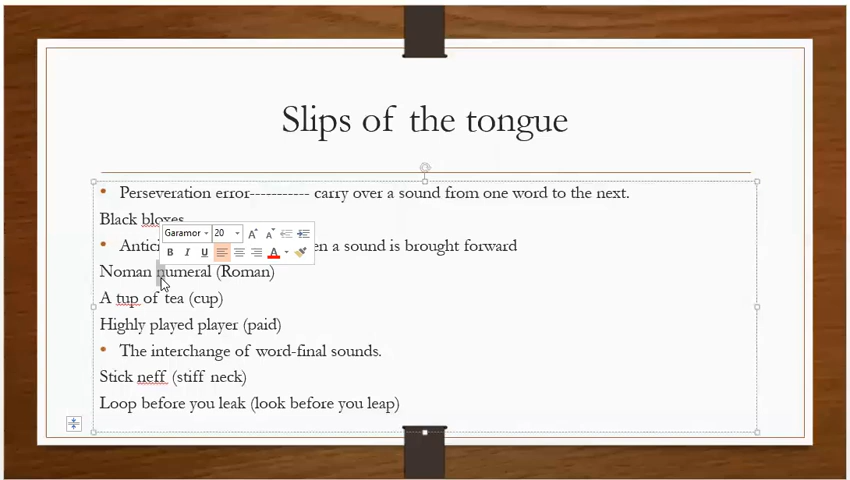 Slips of the tongue
• Perseveration error----------- carry over a sound from one word to the next.
Black bloxes
Garamor 20
• Antici en a sound is brought forward
B I U A
Noman numeral (Roman)
A tup of tea (cup)
Highly played player (paid)
• The interchange of word-final sounds.
Stick neff (stiff neck)
Loop before you leak (look before you leap)